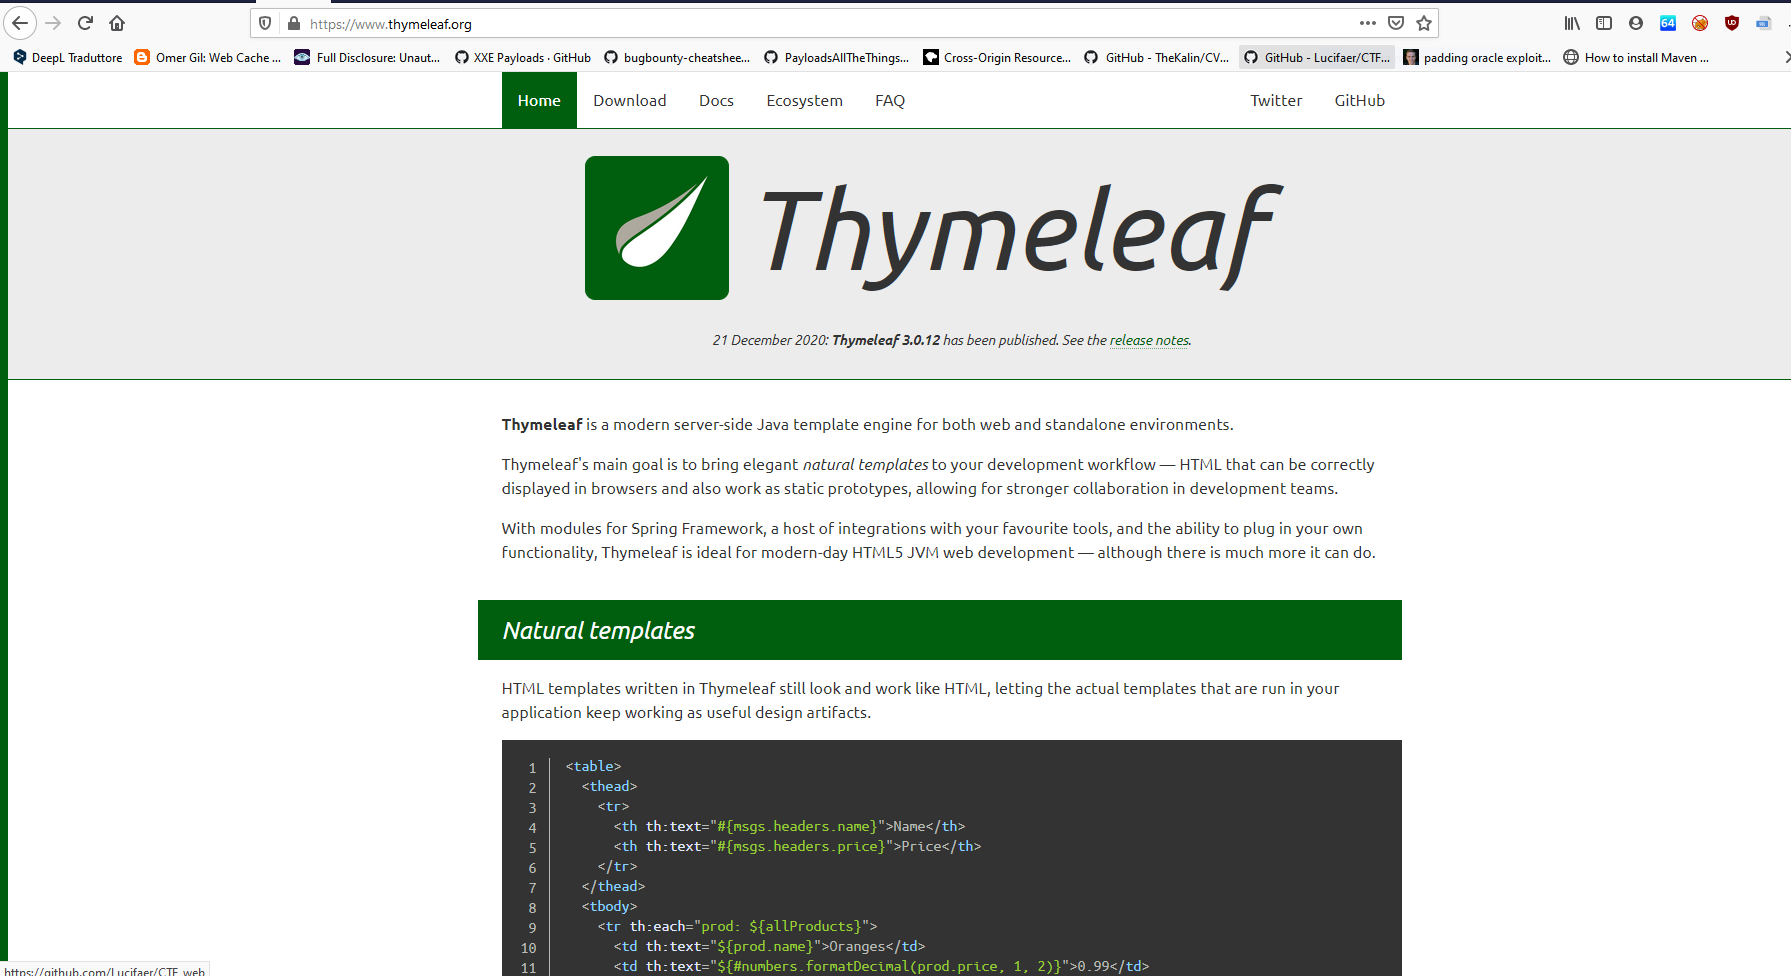 https://www.thymeleaf.org
64
DeepL Traduttore
Omer Gil: Web Cache ...
Full Disclosure: Unaut...
XXE Payloads · GitHub
bugbounty-cheatshee...
PayloadsAllTheThings...
Cross-Origin Resource...
GitHub - TheKalin/CV...
GitHub - Lucifaer/CTF...
padding oracle exploit...
How to install Maven ...
Home Download Docs Ecosystem FAQ Twitter GitHub
Thymeleaf
21 December 2020: Thymeleaf 3.0.12 has been published. See the release notes.
Thymeleaf is a modern server-side Java template engine for both web and standalone environments.
Thymeleaf's main goal is to bring elegant natural templates to your development workflow — HTML that can be correctly
displayed in browsers and also work as static prototypes, allowing for stronger collaboration in development teams.
With modules for Spring Framework, a host of integrations with your favourite tools, and the ability to plug in your own
functionality, Thymeleaf is ideal for modern-day HTML5 JVM web development — although there is much more it can do.
Natural templates
HTML templates written in Thymeleaf still look and work like HTML, letting the actual templates that are run in your
application keep working as useful design artifacts.
1 <table>
2 <thead>
3 <tr>
4 <th th:text="#{msgs.headers.name}">Name</th>
5 <th th:text="#{msgs.headers.price}">Price</th>
6 </tr>
7 </thead>
8 <tbody>
9 <tr th:each="prod: ${allProducts}">
10 <td th:text="${prod.name}">Oranges</td>
11 <td th:text="${#numbers.formatDecimal(prod.price, 1, 2)}">0.99</td>
https://github.com/Lucifaer/CTF_web